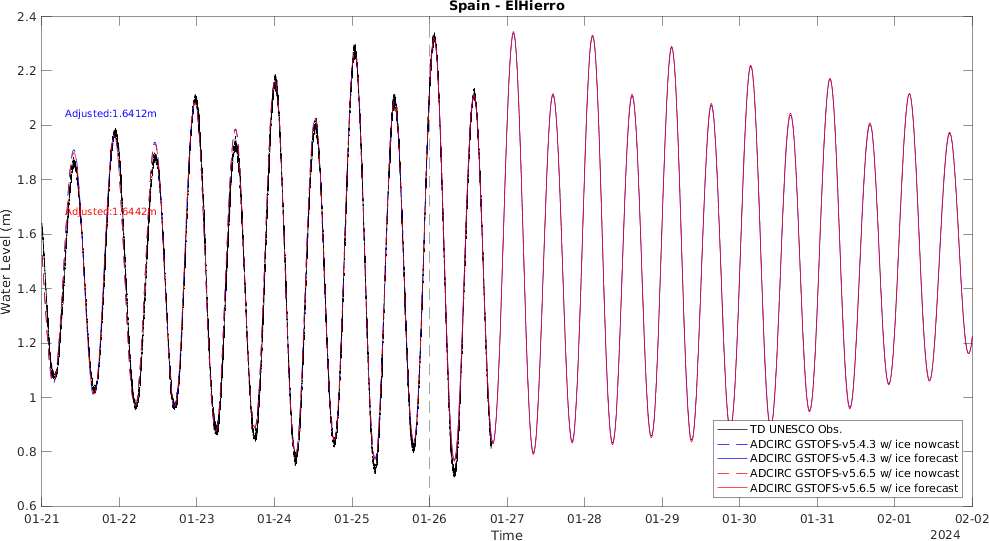 Spain - ElHierro
2.4
2.2
2
1.8
1.6
1.4
1.2
1
0.8
0.6
Water Level (m)
Adjusted:1.6412m
Adjusted:1.6442m
TD UNESCO Obs.
ADCIRC GSTOFS-v5.4.3 w/ ice nowcast
ADCIRC GSTOFS-v5.4.3 w/ ice forecast
ADCIRC GSTOFS-v5.6.5 w/ ice nowcast
ADCIRC GSTOFS-v5.6.5 w/ ice forecast
01-21 01-22 01-23 01-24 01-25 01-26 01-27 01-28 01-29 01-30 01-31 02-01 02-02
Time
2024